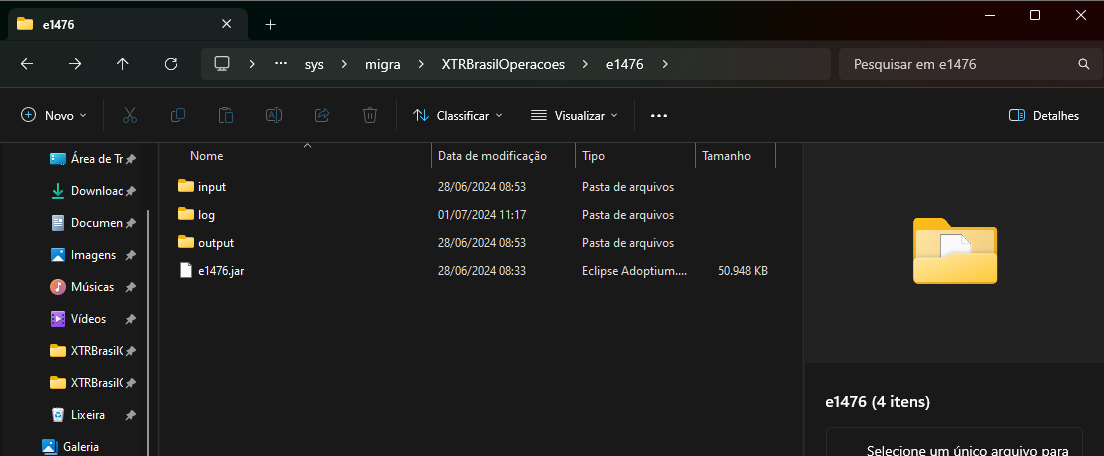 e1476
sys migra XTRBrasilOperacoes e1476
Pesquisar em e1476
Novo
Classificar
Visualizar
Detalhes
Área de Tr
Downloac
Documen
Imagens
Músicas
Vídeos
XTRBrasil(
XTRBrasil(
Lixeira
Galeria
Nome Data de modificação Tipo Tamanho
input 28/06/2024 08:53 Pasta de arquivos
log 01/07/2024 11:17 Pasta de arquivos
output 28/06/2024 08:53 Pasta de arquivos
e1476.jar 28/06/2024 08:33 Eclipse Adoptium.... 50.948 KB
e1476 (4 itens)
Selecione um único arquivo para